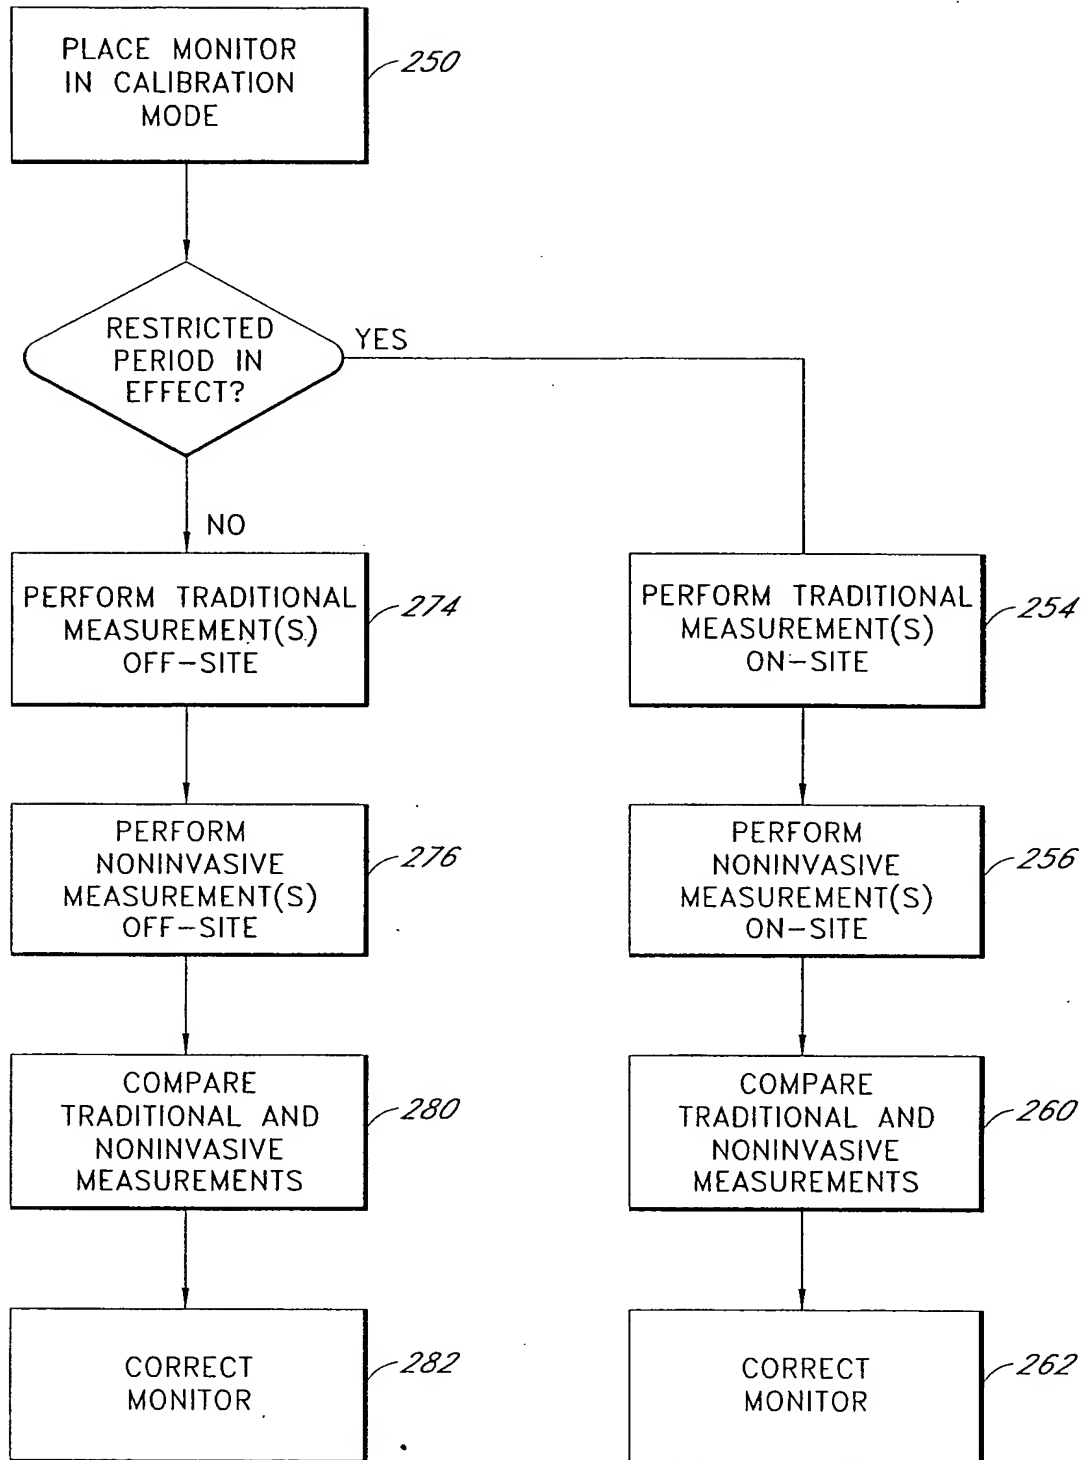 PLACE MONITOR
IN CALIBRATION
MODE
250
RESTRICTED
PERIOD IN
EFFECT?
YES
NO
PERFORM TRADITIONAL
MEASUREMENT(S)
OFF-SITE
274
PERFORM TRADITIONAL
MEASUREMENT(S)
ON-SITE
254
PERFORM
NONINVASIVE
MEASUREMENT(S)
OFF-SITE
276
PERFORM
NONINVASIVE
MEASUREMENT(S)
ON-SITE
256
COMPARE
TRADITIONAL AND
NONINVASIVE
MEASUREMENTS
280
COMPARE
TRADITIONAL AND
NONINVASIVE
MEASUREMENTS
260
CORRECT
MONITOR
282
CORRECT
MONITOR
262